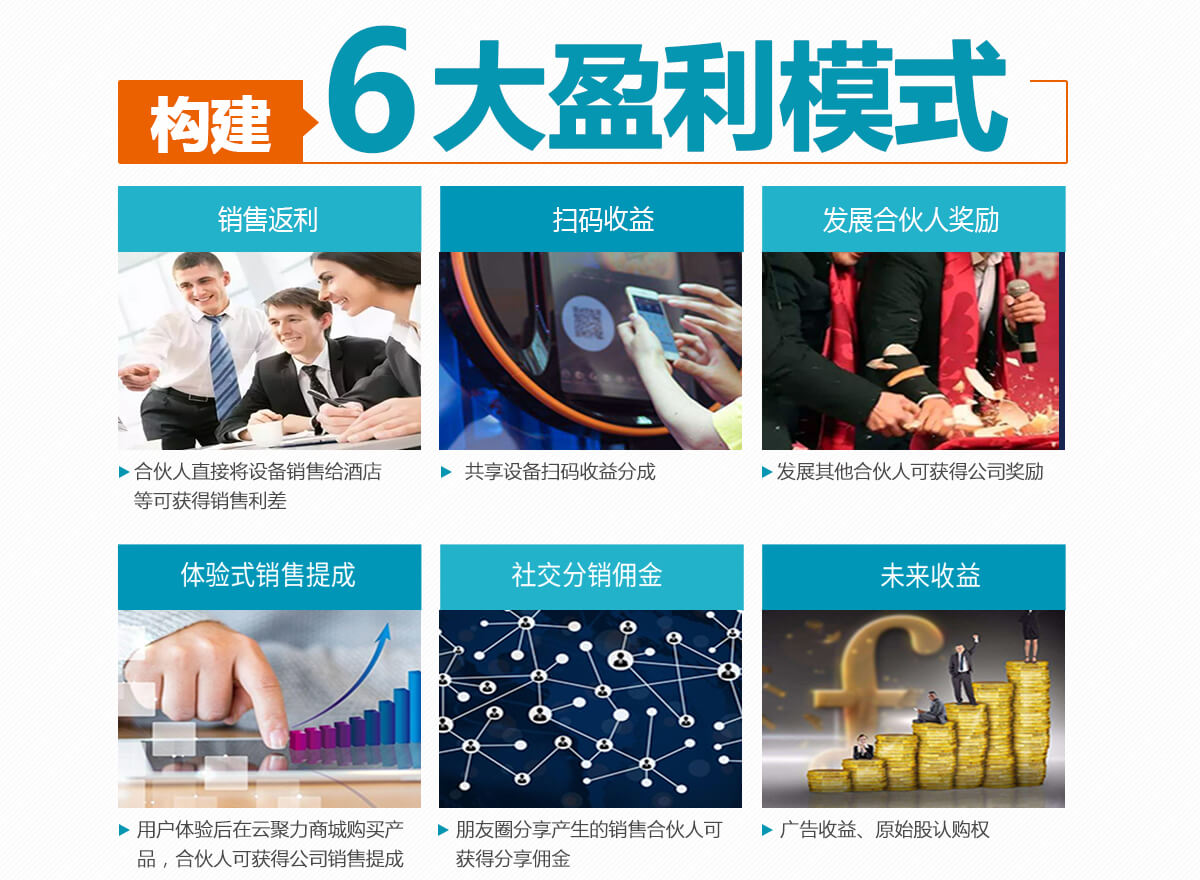 构建
6大盈利模式
销售返利
扫码收益
发展合伙人奖励
合伙人直接将设备销售给酒店
等可获得销售利差
共享设备扫码收益分成
发展其他合伙人可获得公司奖励
体验式销售提成
社交分销佣金
未来收益
用户体验后在云聚力商城购买产
品，合伙人可获得公司销售提成
朋友圈分享产生的销售合伙人可
获得分享佣金
广告收益、原始股认购权